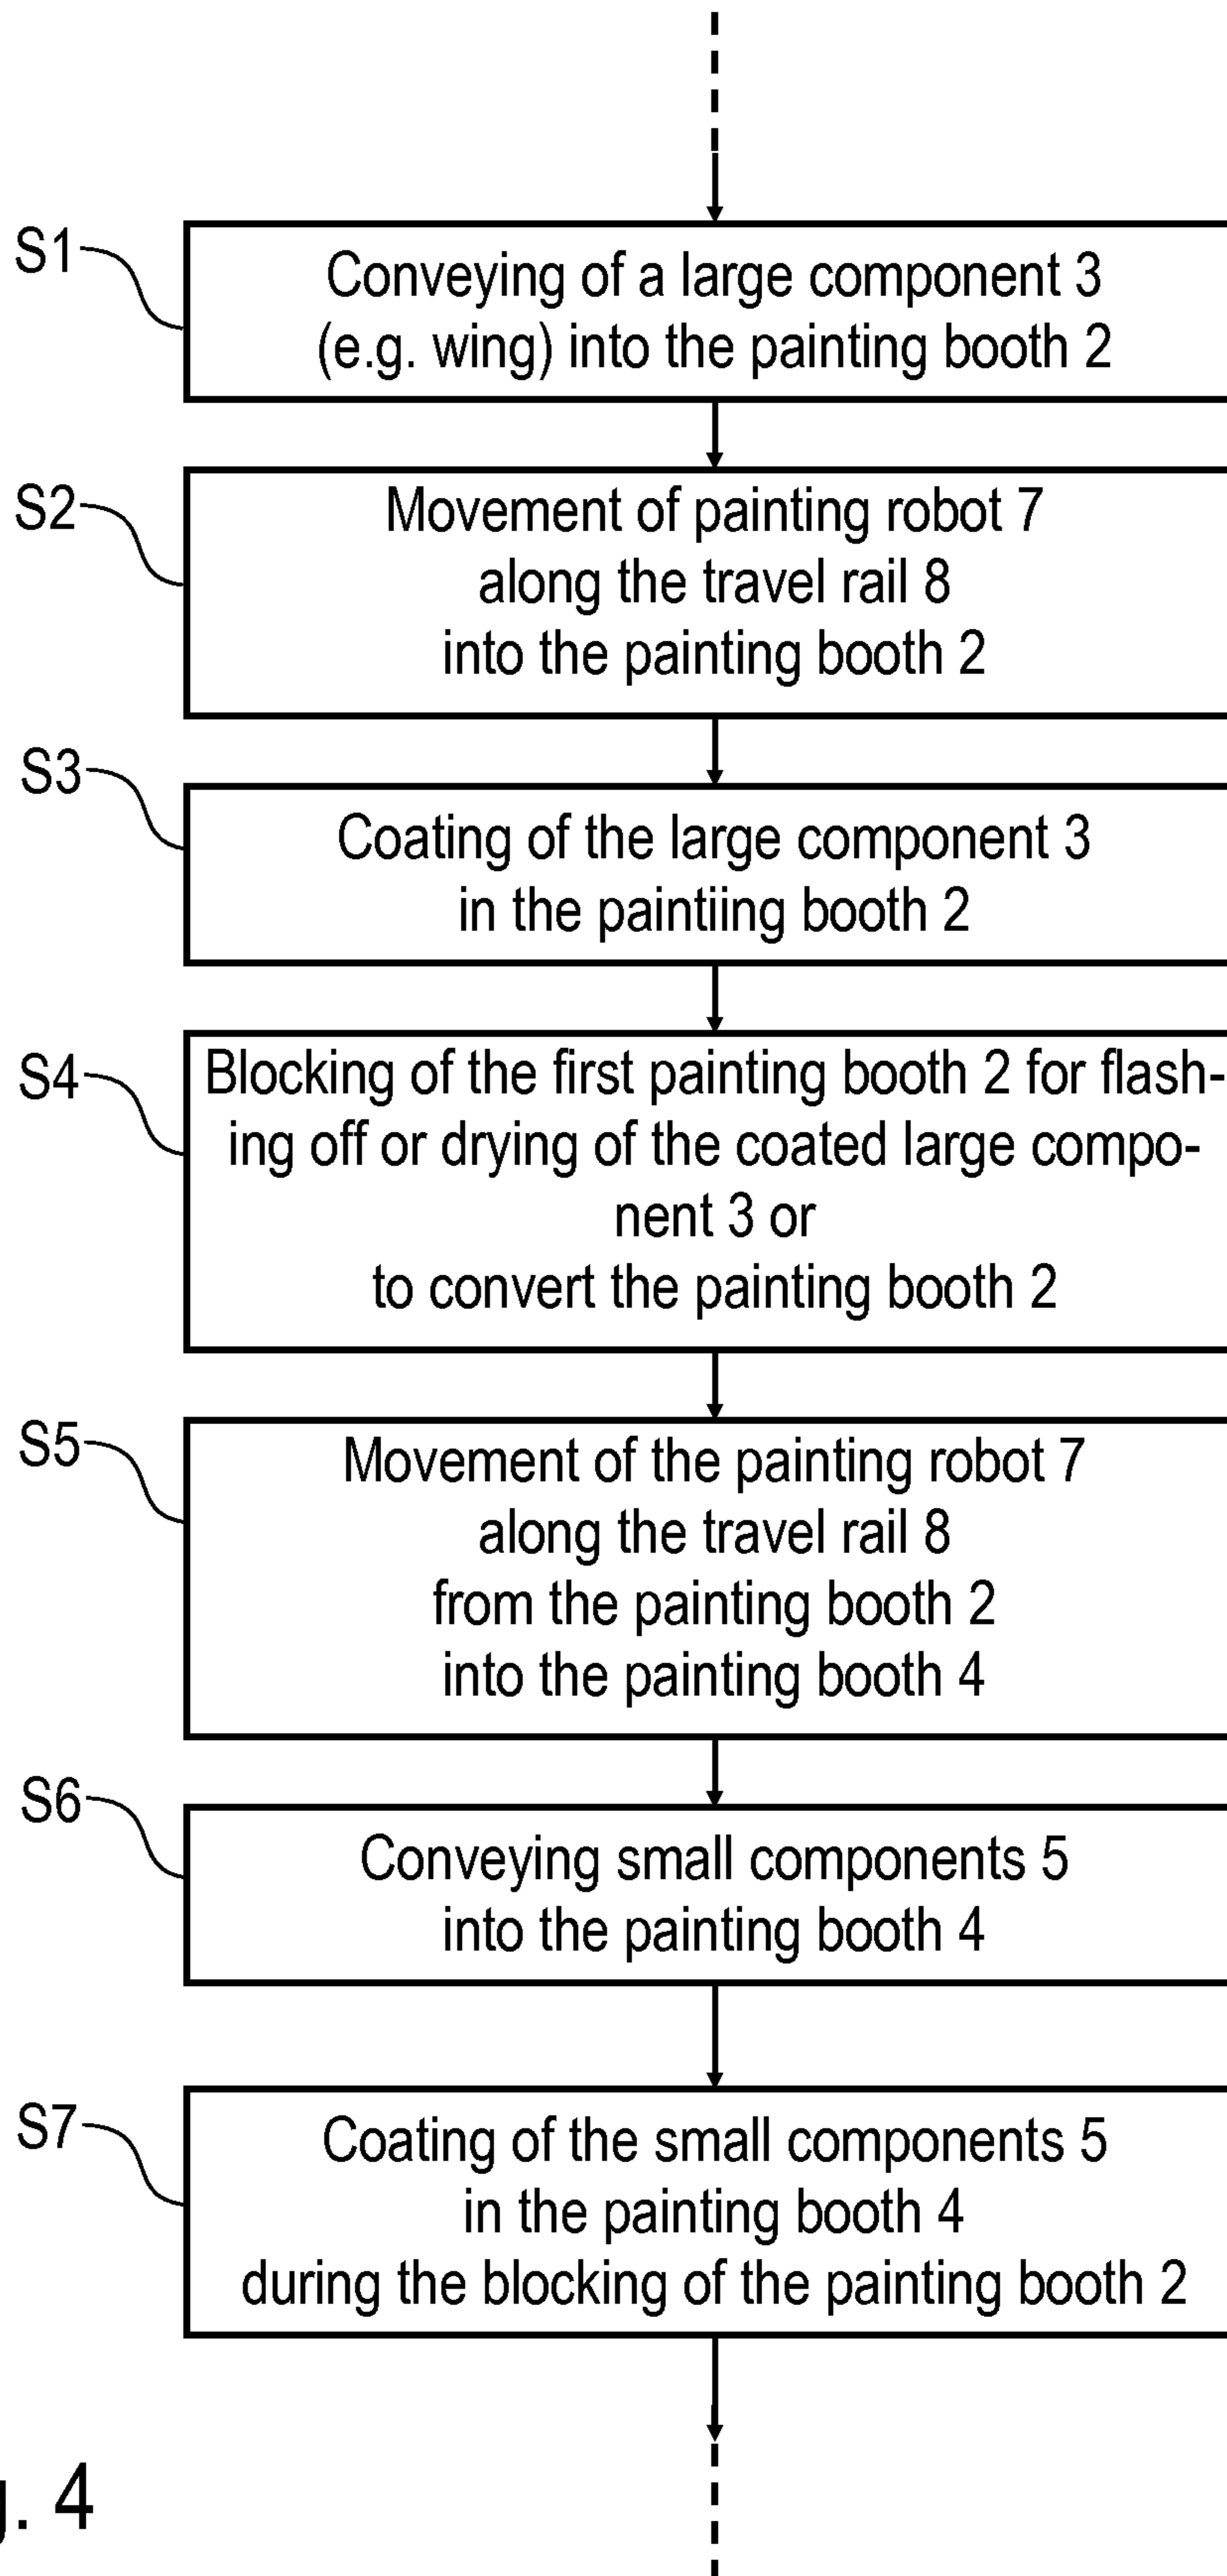 S1
Conveying of a large component 3
(e.g. wing) into the painting booth 2
S2
Movement of painting robot 7
along the travel rail 8
into the painting booth 2
S3
Coating of the large component 3
in the paintiing booth 2
S4
Blocking of the first painting booth 2 for flash-
ing off or drying of the coated large compo-
nent 3 or
to convert the painting booth 2
S5
Movement of the painting robot 7
along the travel rail 8
from the painting booth 2
into the painting booth 4
S6
Conveying small components 5
into the painting booth 4
S7
Coating of the small components 5
in the painting booth 4
during the blocking of the painting booth 2
g. 4